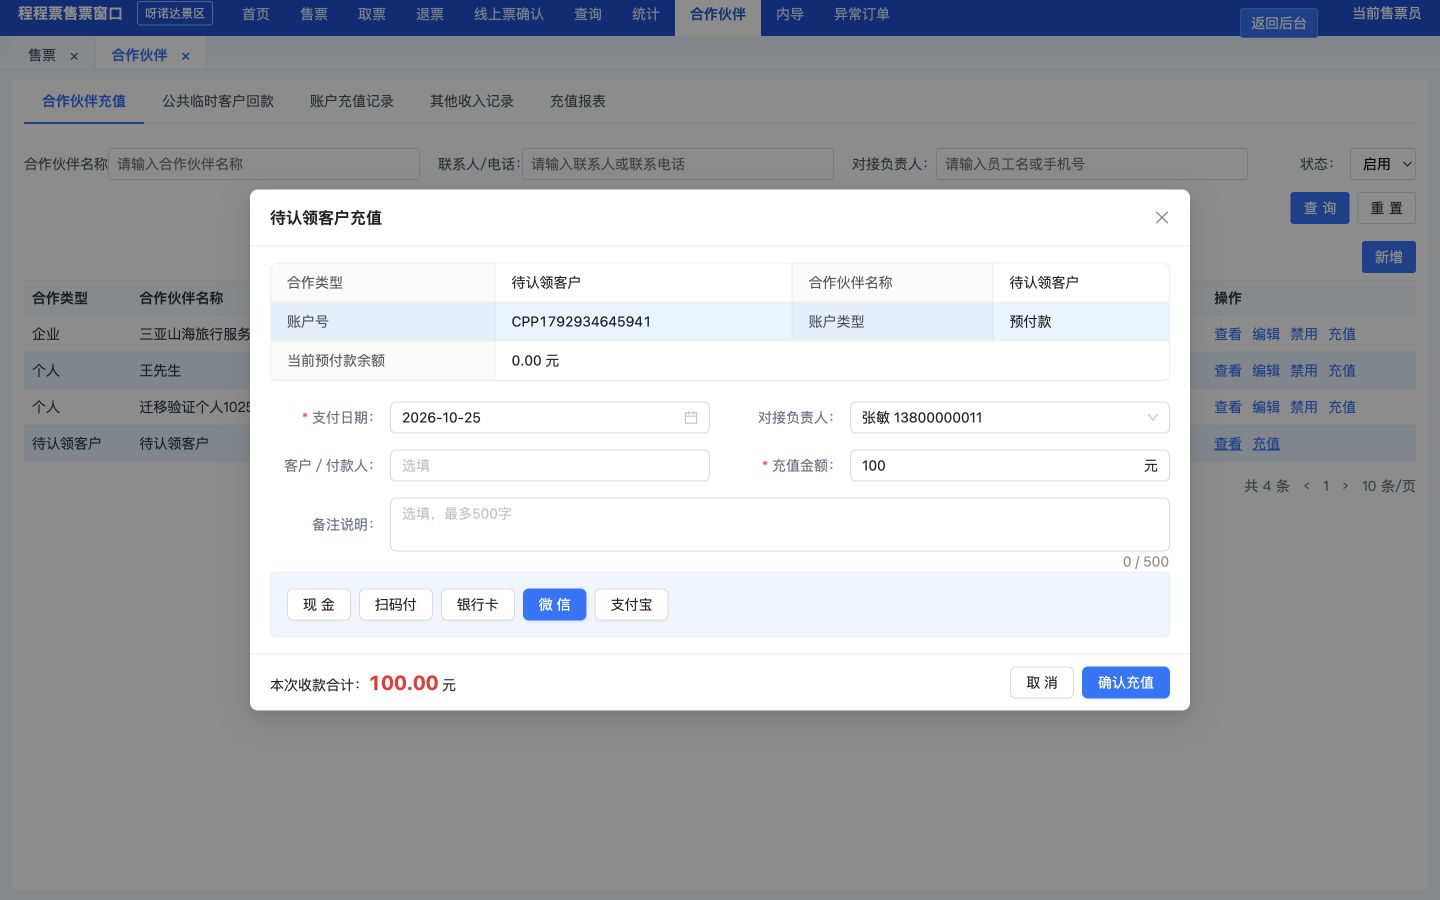 程程票售票窗口 呀诺达景区 首页 售票 取票 退票 线上票确认 查询 统计 合作伙伴 内导 异常订单 返回后台 当前售票员
售票 × 合作伙伴 ×
合作伙伴充值 公共临时客户回款 账户充值记录 其他收入记录 充值报表
合作伙伴名称 请输入合作伙伴名称 联系人/电话: 请输入联系人或联系电话 对接负责人: 请输入员工名或手机号 状态: 启用
查 询 重 置
新增
合作类型 合作伙伴名称 操作
企业 三亚山海旅行服务 查看 编辑 禁用 充值
个人 王先生 查看 编辑 禁用 充值
个人 迁移验证个人1025 查看 编辑 禁用 充值
待认领客户 待认领客户 查看 充值
共 4 条 < 1 > 10 条/页
待认领客户充值
合作类型 待认领客户 合作伙伴名称 待认领客户
账户号 CPP1792934645941 账户类型 预付款
当前预付款余额 0.00 元
* 支付日期: 2026-10-25 对接负责人: 张敏 13800000011
客户 / 付款人: 选填 * 充值金额: 100 元
备注说明: 选填，最多500字
0 / 500
现 金 扫码付 银行卡 微 信 支付宝
本次收款合计: 100.00 元 取 消 确认充值